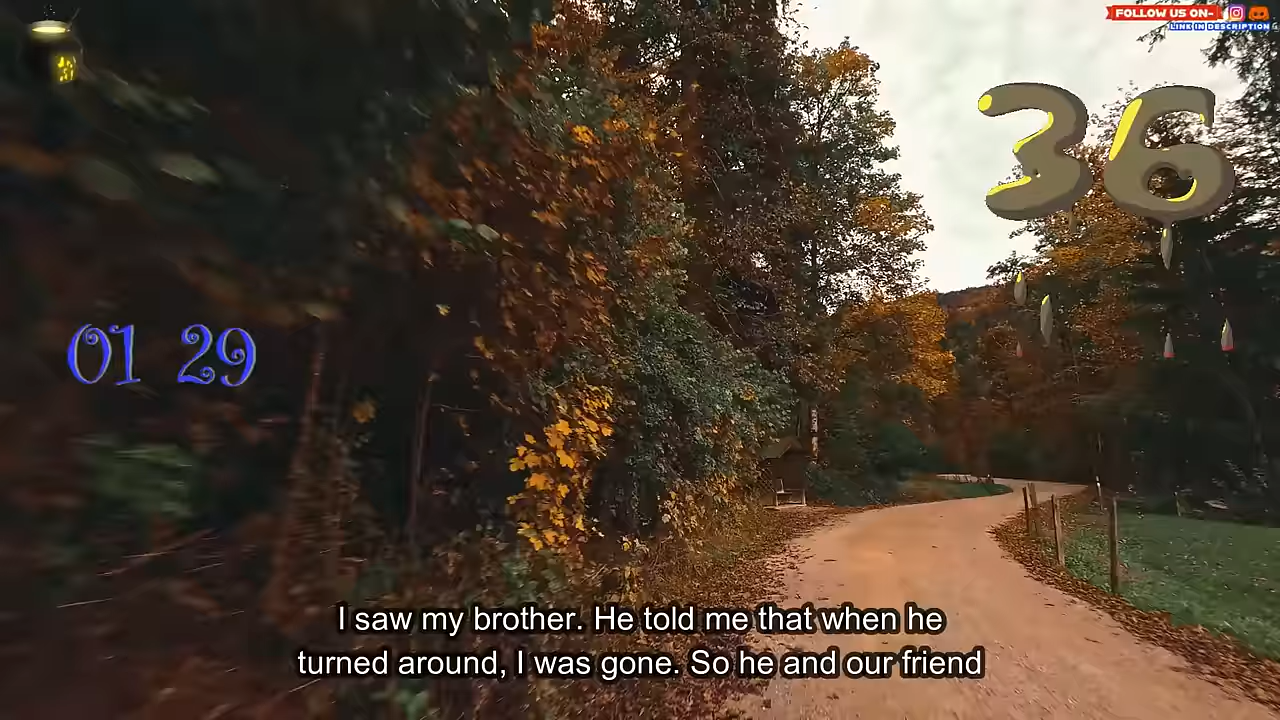 FOLLOW US ON-
LINK IN DESCRIPTION
36
01 29
I saw my brother. He told me that when he
turned around, I was gone. So he and our friend